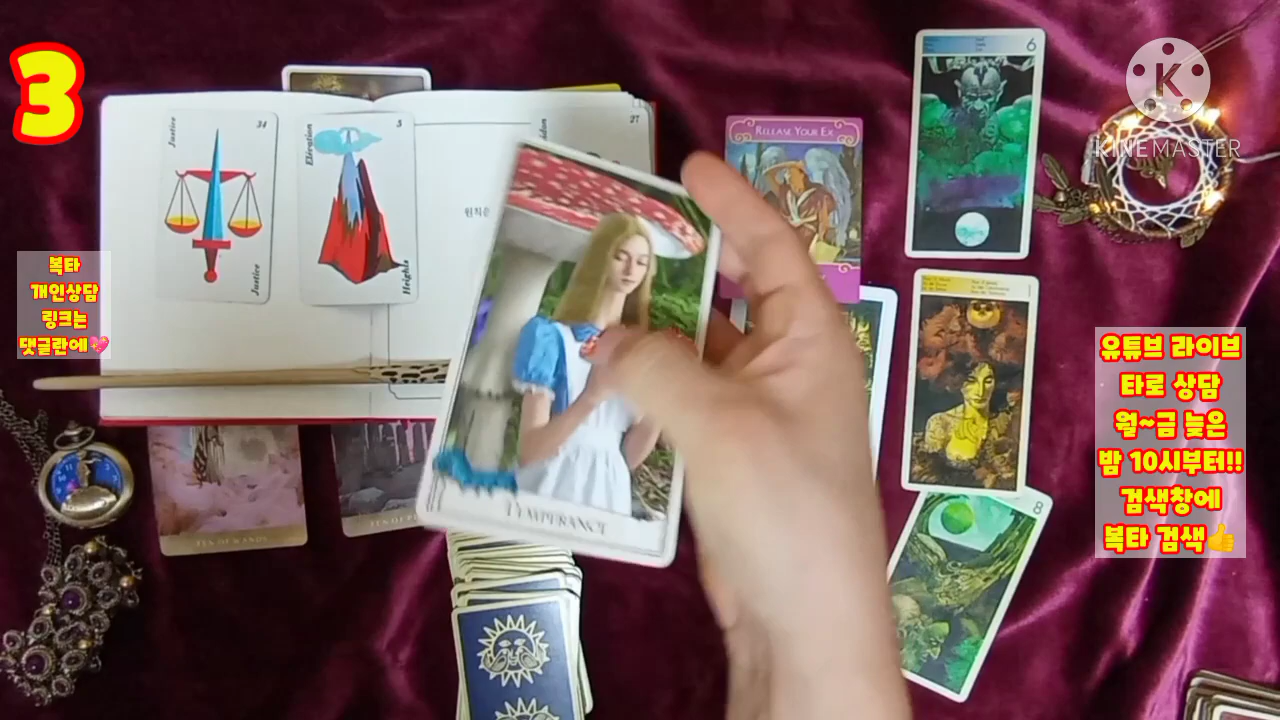 3
복타
개인상담
링크는
댓글란에💖
Justice
34
Justice
Elévation
5
Heights
27
TEMPERANCE
RELEASE YOUR EX
6
KINEMASTER
유튜브 라이브
타로 상담
월~금 늦은
밤 10시부터!!
검색창에
복타 검색👍
8
TEN OF WANDS
TEN OF